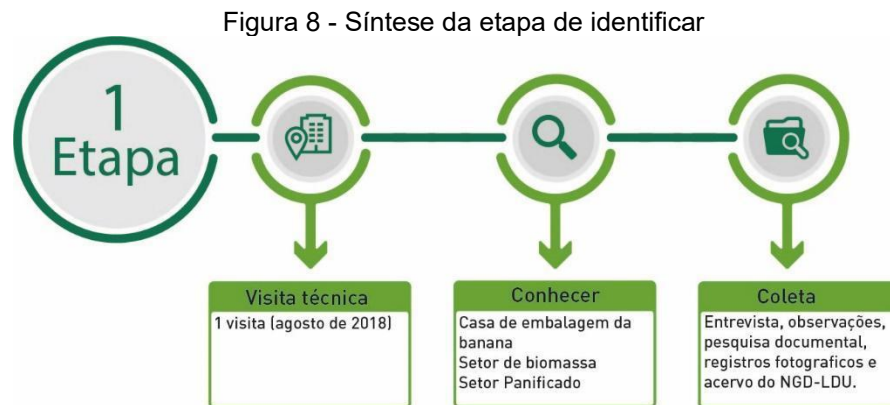 Figura 8 - Síntese da etapa de identificar
1
Etapa
Visita técnica
1 visita (agosto de 2018)
Conhecer
Casa de embalagem da
banana
Setor de biomassa
Setor Panificado
Coleta
Entrevista, observações,
pesquisa documental,
registros fotograficos e
acervo do NGD-LDU.